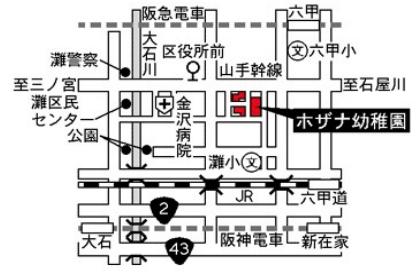 阪急電車
六甲
大石川
区役所前
文六甲小
灘警察
山手幹線
至三ノ宮
至石屋川
灘区民
センター
金沢病院
ホザナ幼稚園
公園
灘小文
JR
六甲道
2
大石
阪神電車
新在家
43